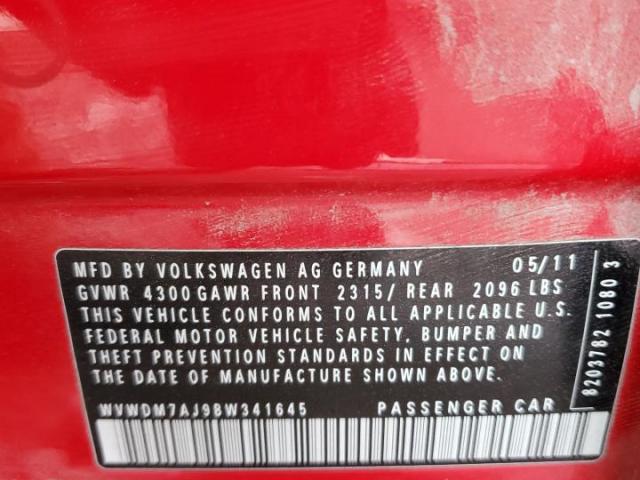 MFD BY VOLKSWAGEN AG GERMANY 05/11
GVWR 4300 GAWR FRONT 2315/ REAR 2096 LBS
THIS VEHICLE CONFORMS TO ALL APPLICABLE U.S.
FEDERAL MOTOR VEHICLE SAFETY, BUMPER AND
THEFT PREVENTION STANDARDS IN EFFECT ON
THE DATE OF MANUFACTURE SHOWN ABOVE.
WVWDM7AJ9BW341645 PASSENGER CAR
8203782 1080 3